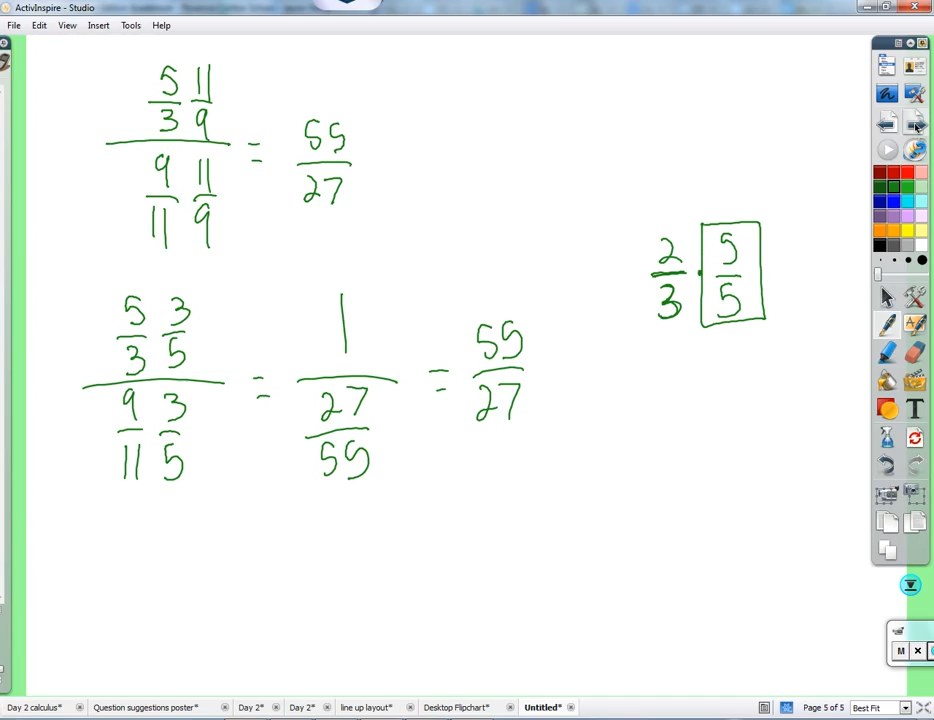 ActivInspire - Studio
File Edit View Insert Tools Help
5/3 11/9
9/11 11/9
= 55/27
2/3 · 5/5
5/3 3/5
9/11 3/5
= 1
27/55
= 55/27
M ×
Day 2 calculus* Question suggestions poster* Day 2* Day 2* line up layout* Desktop Flipchart* Untitled* Page 5 of 5 Best Fit